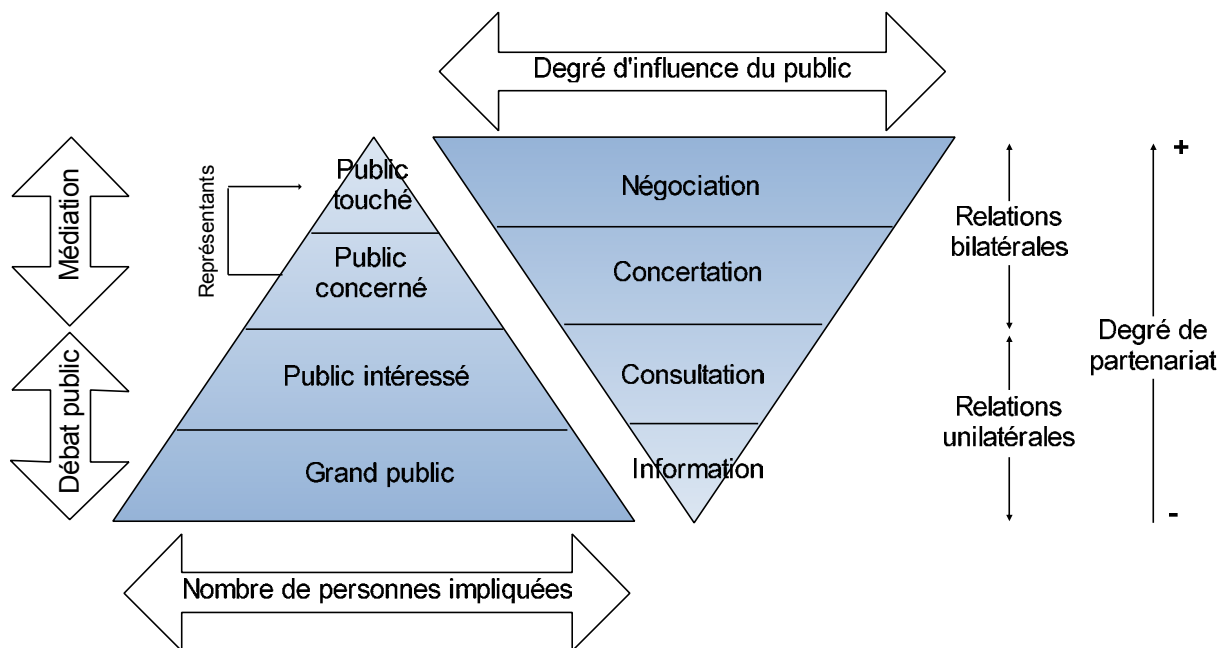 Degré d'influence du public
Médiation
Représentants
Public
touché
Négociation
Public
concerné
Concertation
Relations
bilatérales
+
Degré de
partenariat
Débat public
Public intéressé
Consultation
Relations
unilatérales
Grand public
Information
-
Nombre de personnes impliquées